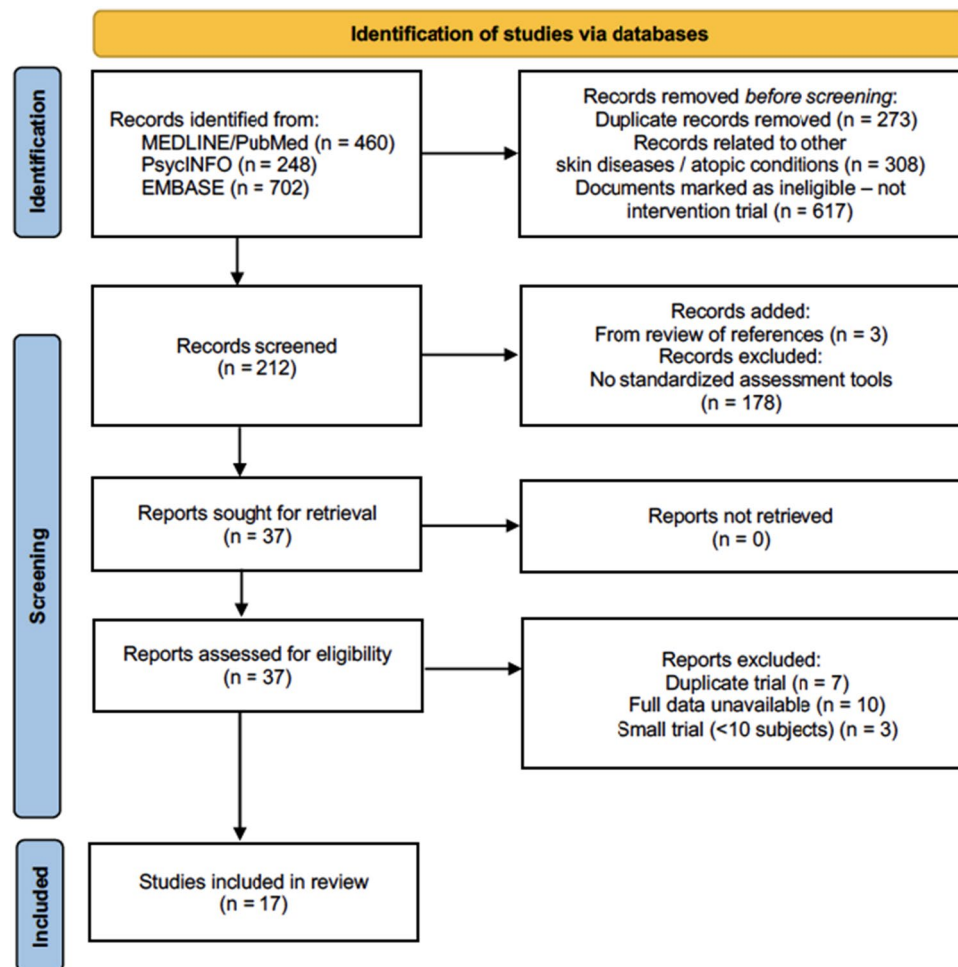 Identification of studies via databases
Identification
Records identified from:
MEDLINE/PubMed (n = 460)
PsycINFO (n = 248)
EMBASE (n = 702)
Records removed before screening:
Duplicate records removed (n = 273)
Records related to other
skin diseases / atopic conditions (n = 308)
Documents marked as ineligible – not
intervention trial (n = 617)
Screening
Records screened
(n = 212)
Records added:
From review of references (n = 3)
Records excluded:
No standardized assessment tools
(n = 178)
Reports sought for retrieval
(n = 37)
Reports not retrieved
(n = 0)
Reports assessed for eligibility
(n = 37)
Reports excluded:
Duplicate trial (n = 7)
Full data unavailable (n = 10)
Small trial (<10 subjects) (n = 3)
Included
Studies included in review
(n = 17)